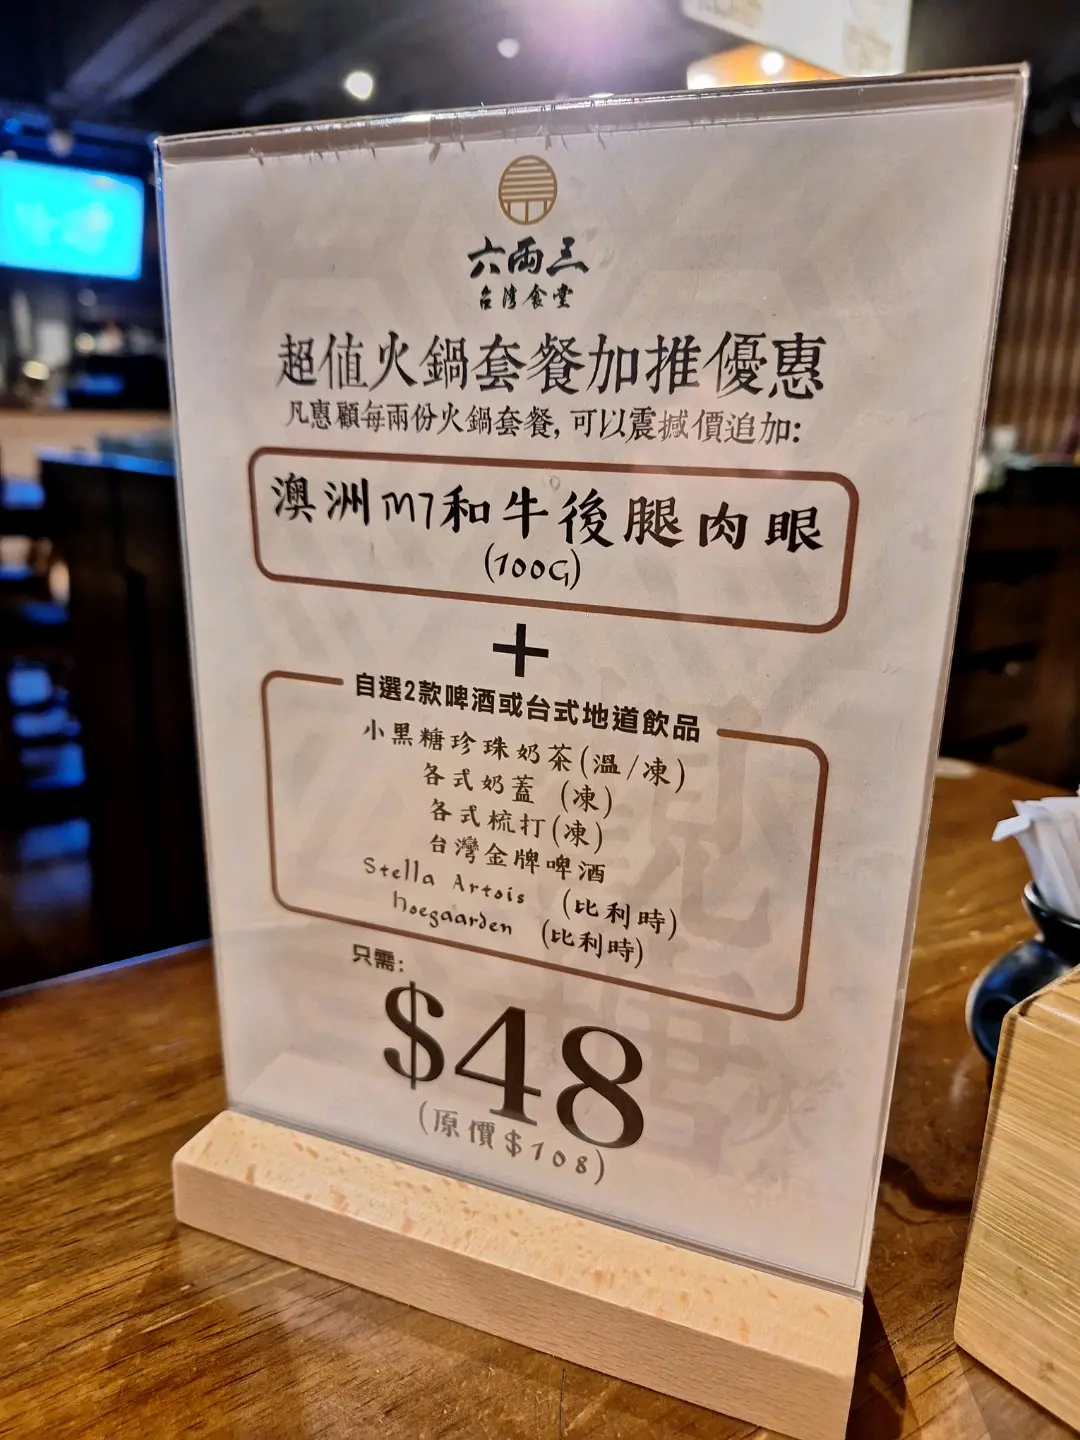 六兩三
台灣食堂
超值火鍋套餐加推優惠
凡惠顧每兩份火鍋套餐, 可以震撼價追加:
澳洲M7和牛後腿肉眼
(100G)
+
自選2款啤酒或台式地道飲品
小黑糖珍珠奶茶(溫/凍)
各式奶蓋 (凍)
各式梳打(凍)
台灣金牌啤酒
Stella Artois (比利時)
hoegaarden (比利時)
只需:
$48
(原價$108)